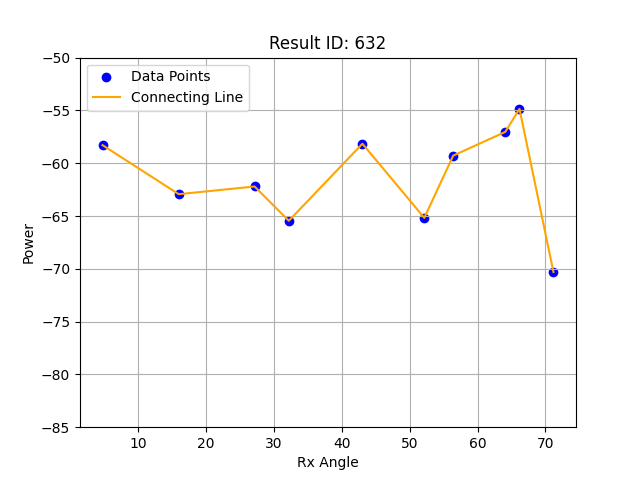 Result ID: 632
Data Points
Connecting Line
−50
−55
−60
−65
−70
−75
−80
−85
Power
10 20 30 40 50 60 70
Rx Angle